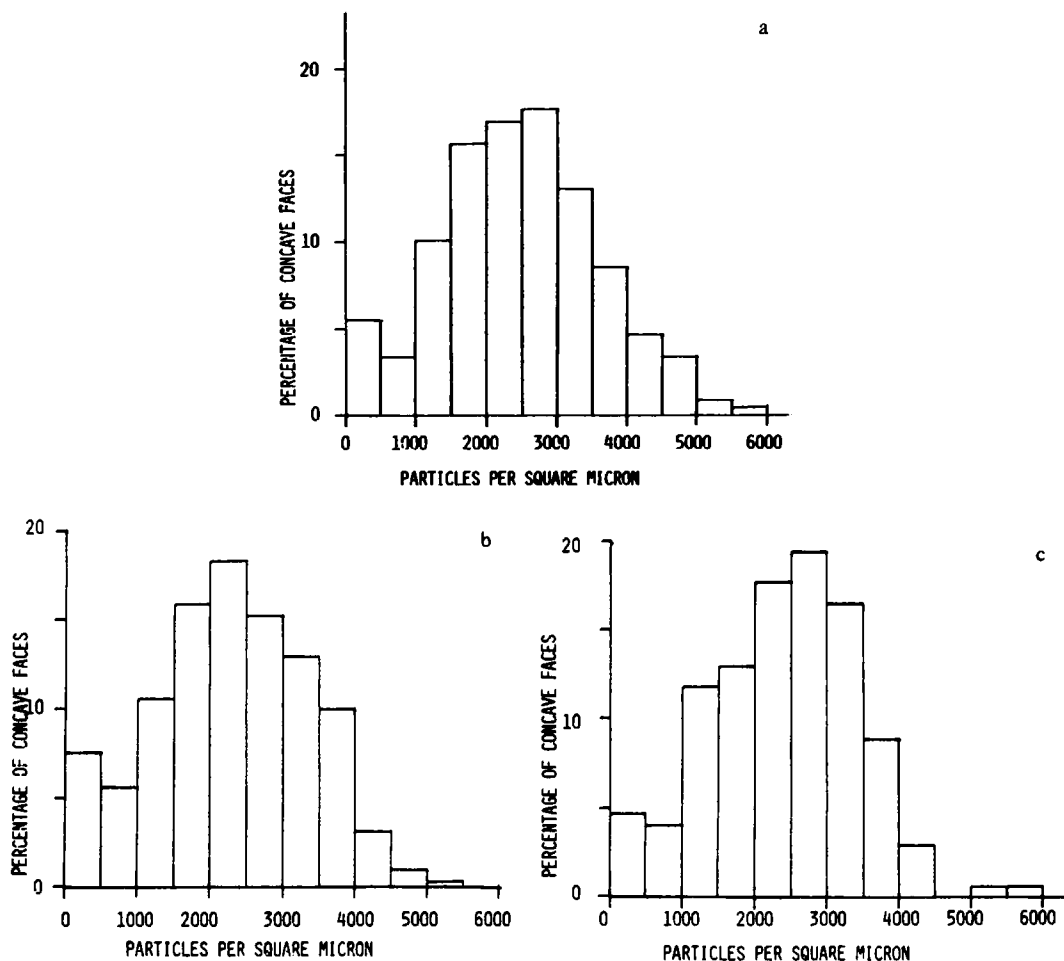 a
20
10
0
PERCENTAGE OF CONCAVE FACES
0 1000 2000 3000 4000 5000 6000
PARTICLES PER SQUARE MICRON
b
20
10
0
PERCENTAGE OF CONCAVE FACES
0 1000 2000 3000 4000 5000 6000
PARTICLES PER SQUARE MICRON
c
20
10
0
PERCENTAGE OF CONCAVE FACES
0 1000 2000 3000 4000 5000 6000
PARTICLES PER SQUARE MICRON